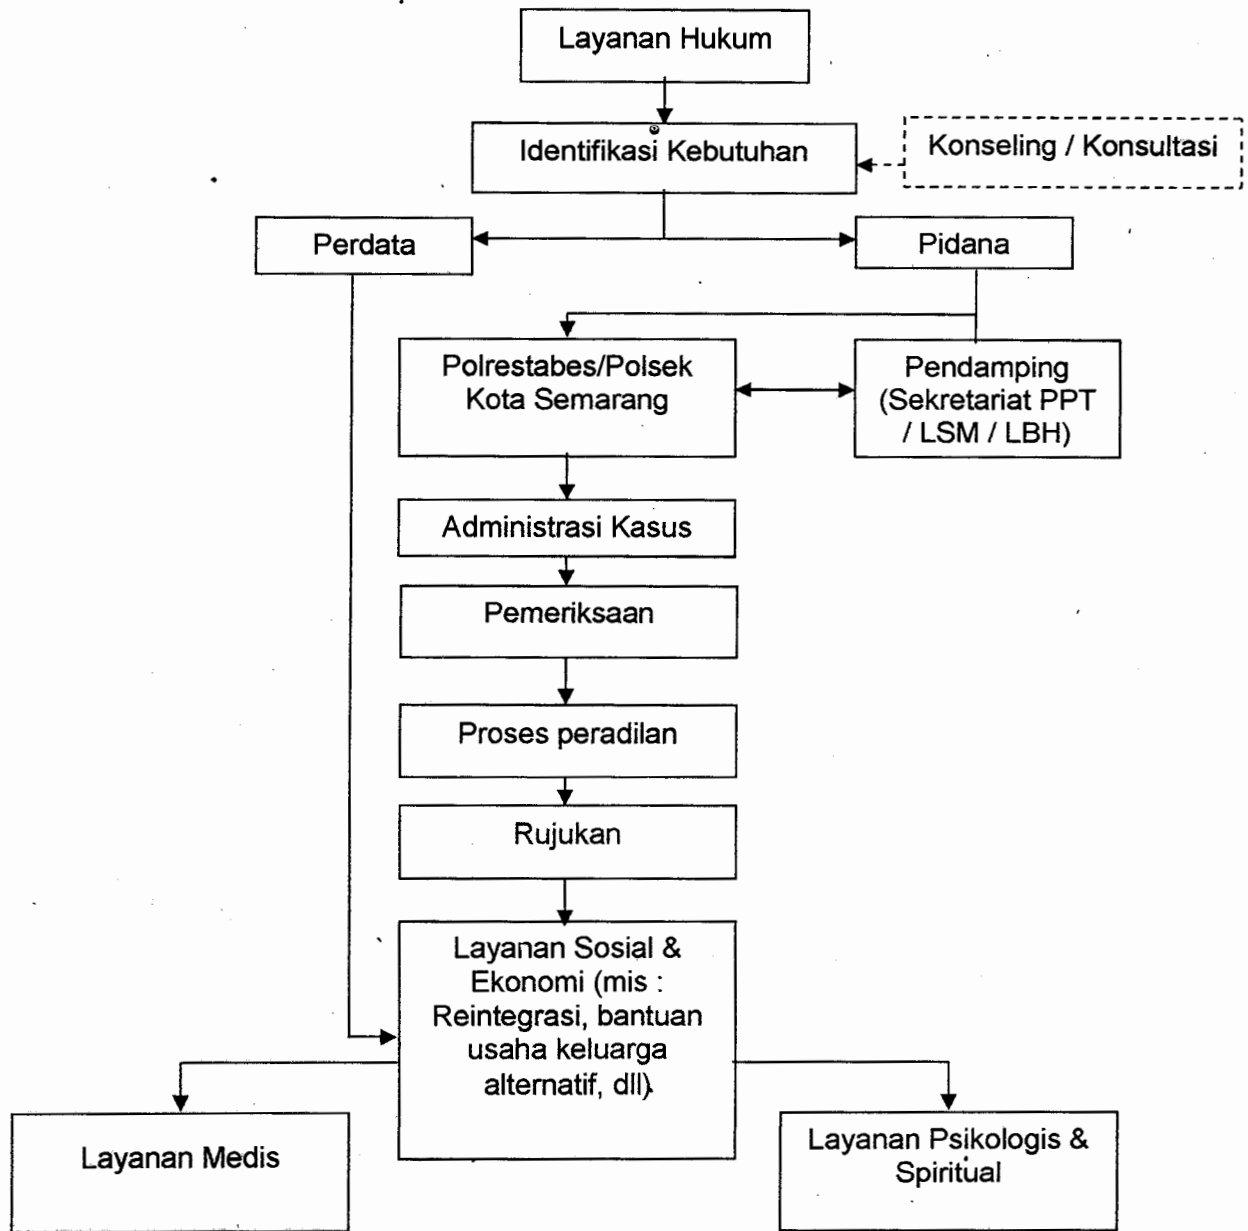 Layanan Hukum
Identifikasi Kebutuhan
Konseling / Konsultasi
Perdata
Pidana
Polrestabes/Polsek
Kota Semarang
Pendamping
(Sekretariat PPT
/ LSM / LBH)
Administrasi Kasus
Pemeriksaan
Proses peradilan
Rujukan
Layanan Sosial &
Ekonomi (mis :
Reintegrasi, bantuan
usaha keluarga
alternatif, dll).
Layanan Medis
Layanan Psikologis &
Spiritual